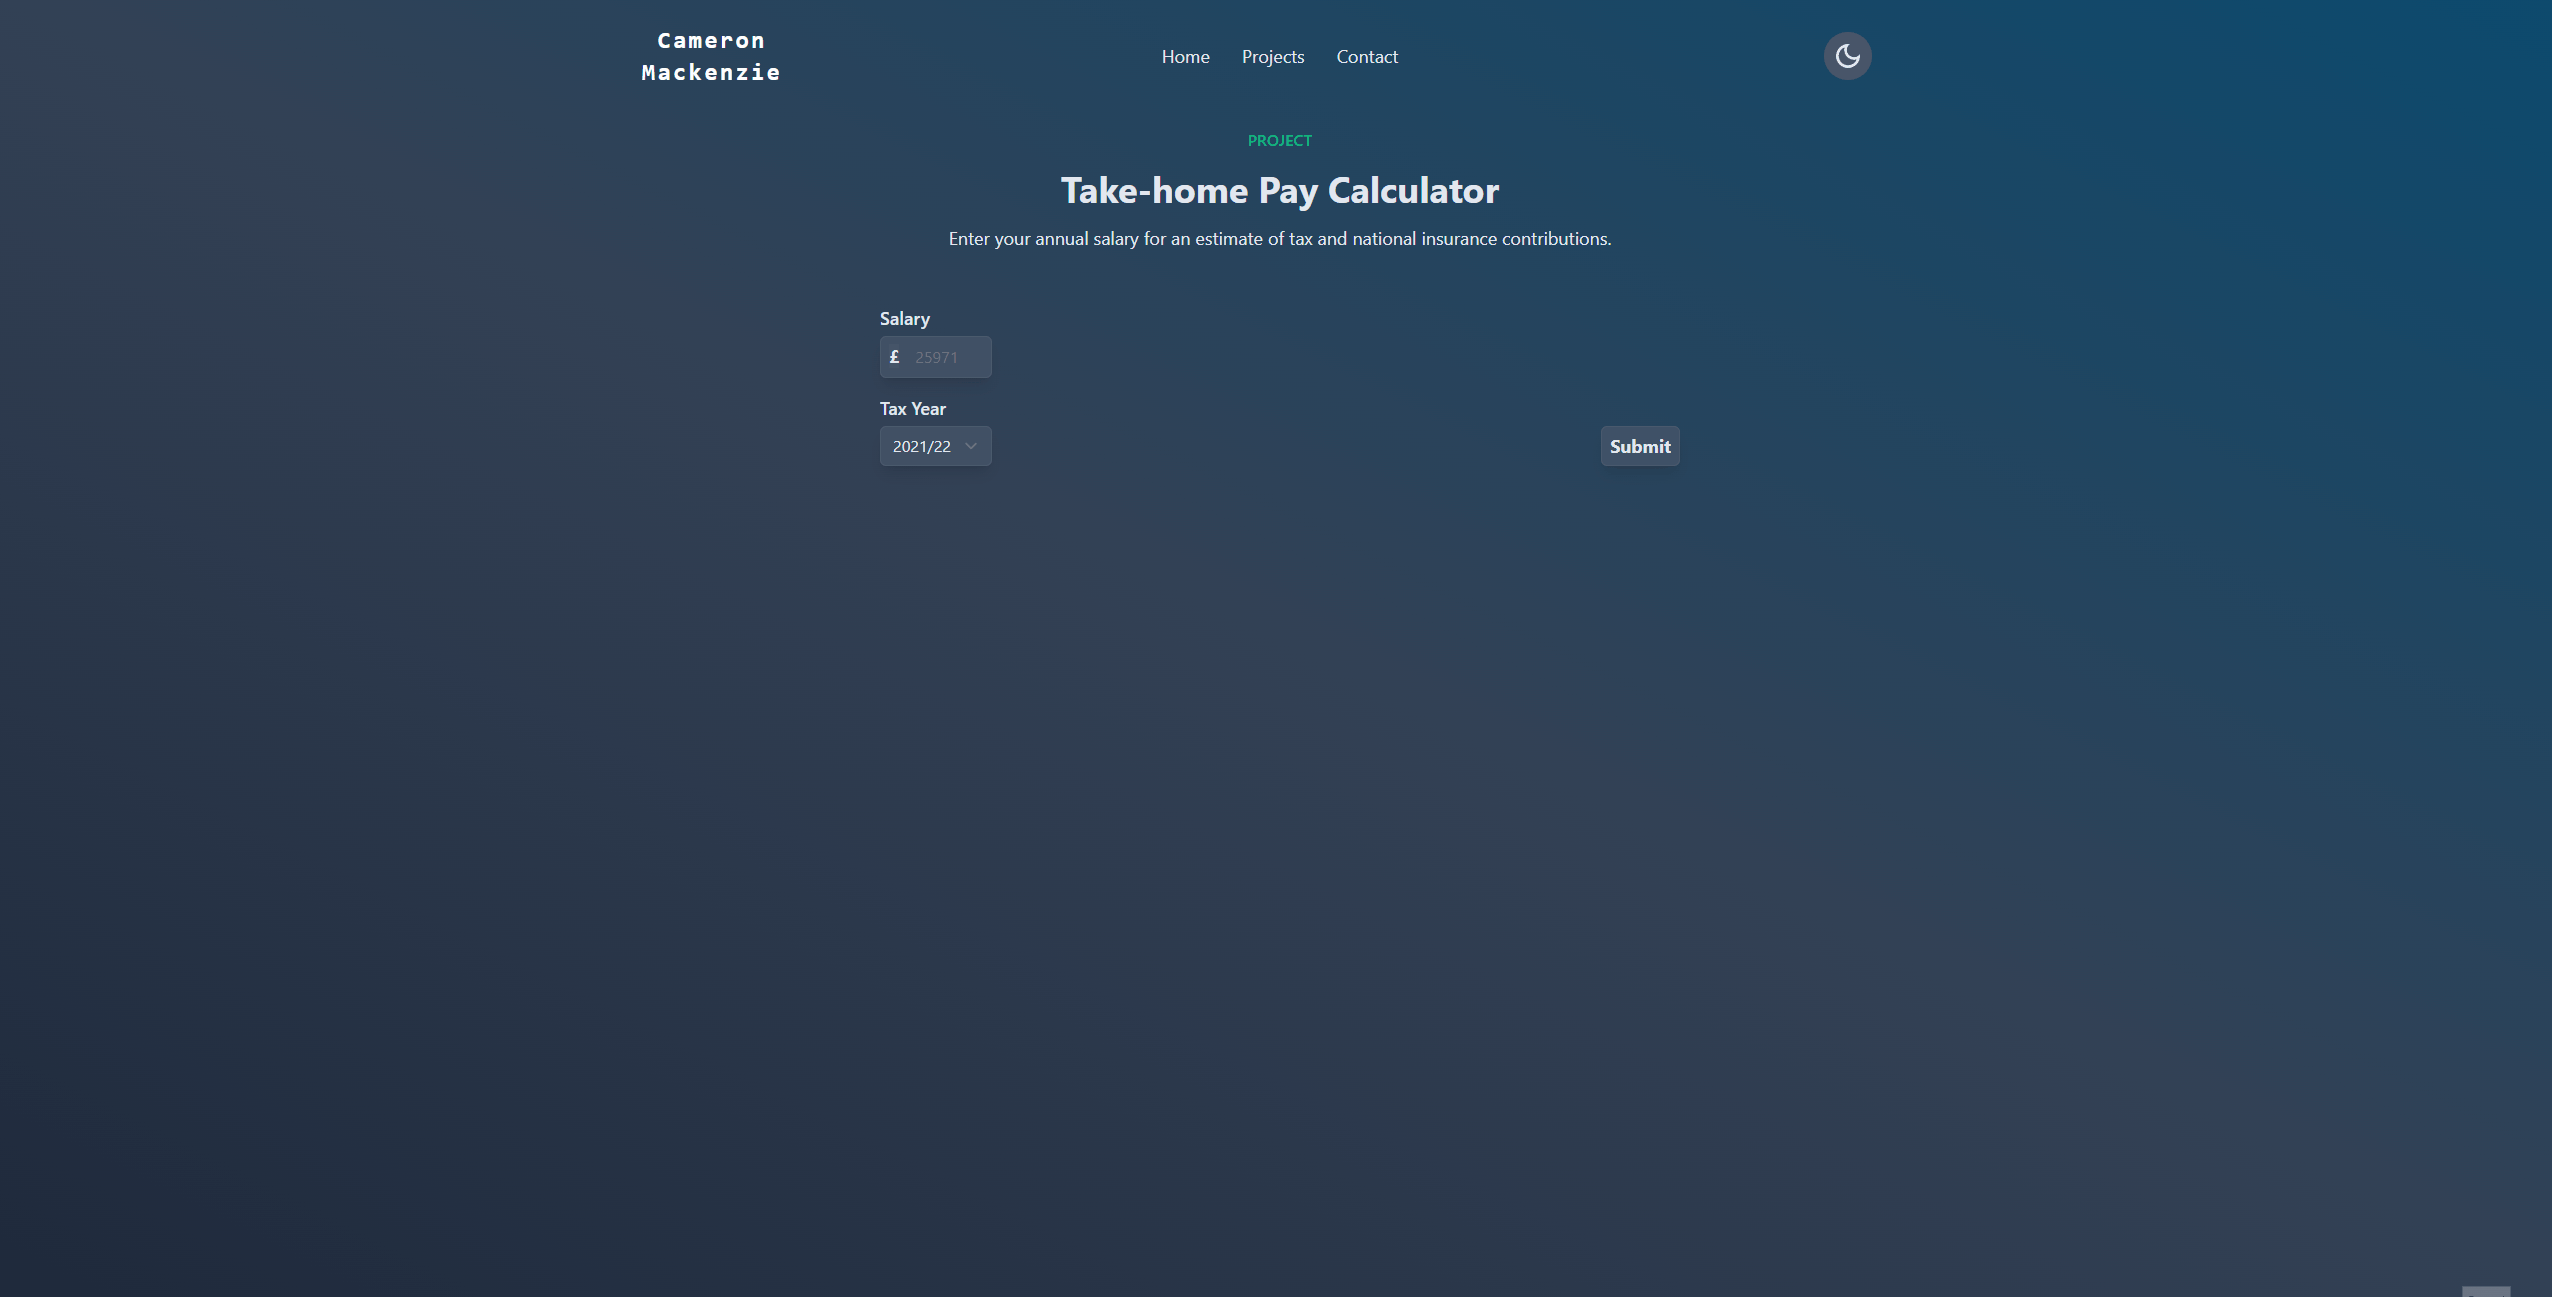 Cameron
Mackenzie
Home Projects Contact
PROJECT
Take-home Pay Calculator
Enter your annual salary for an estimate of tax and national insurance contributions.
Salary
£ 25971
Tax Year
2021/22
Submit